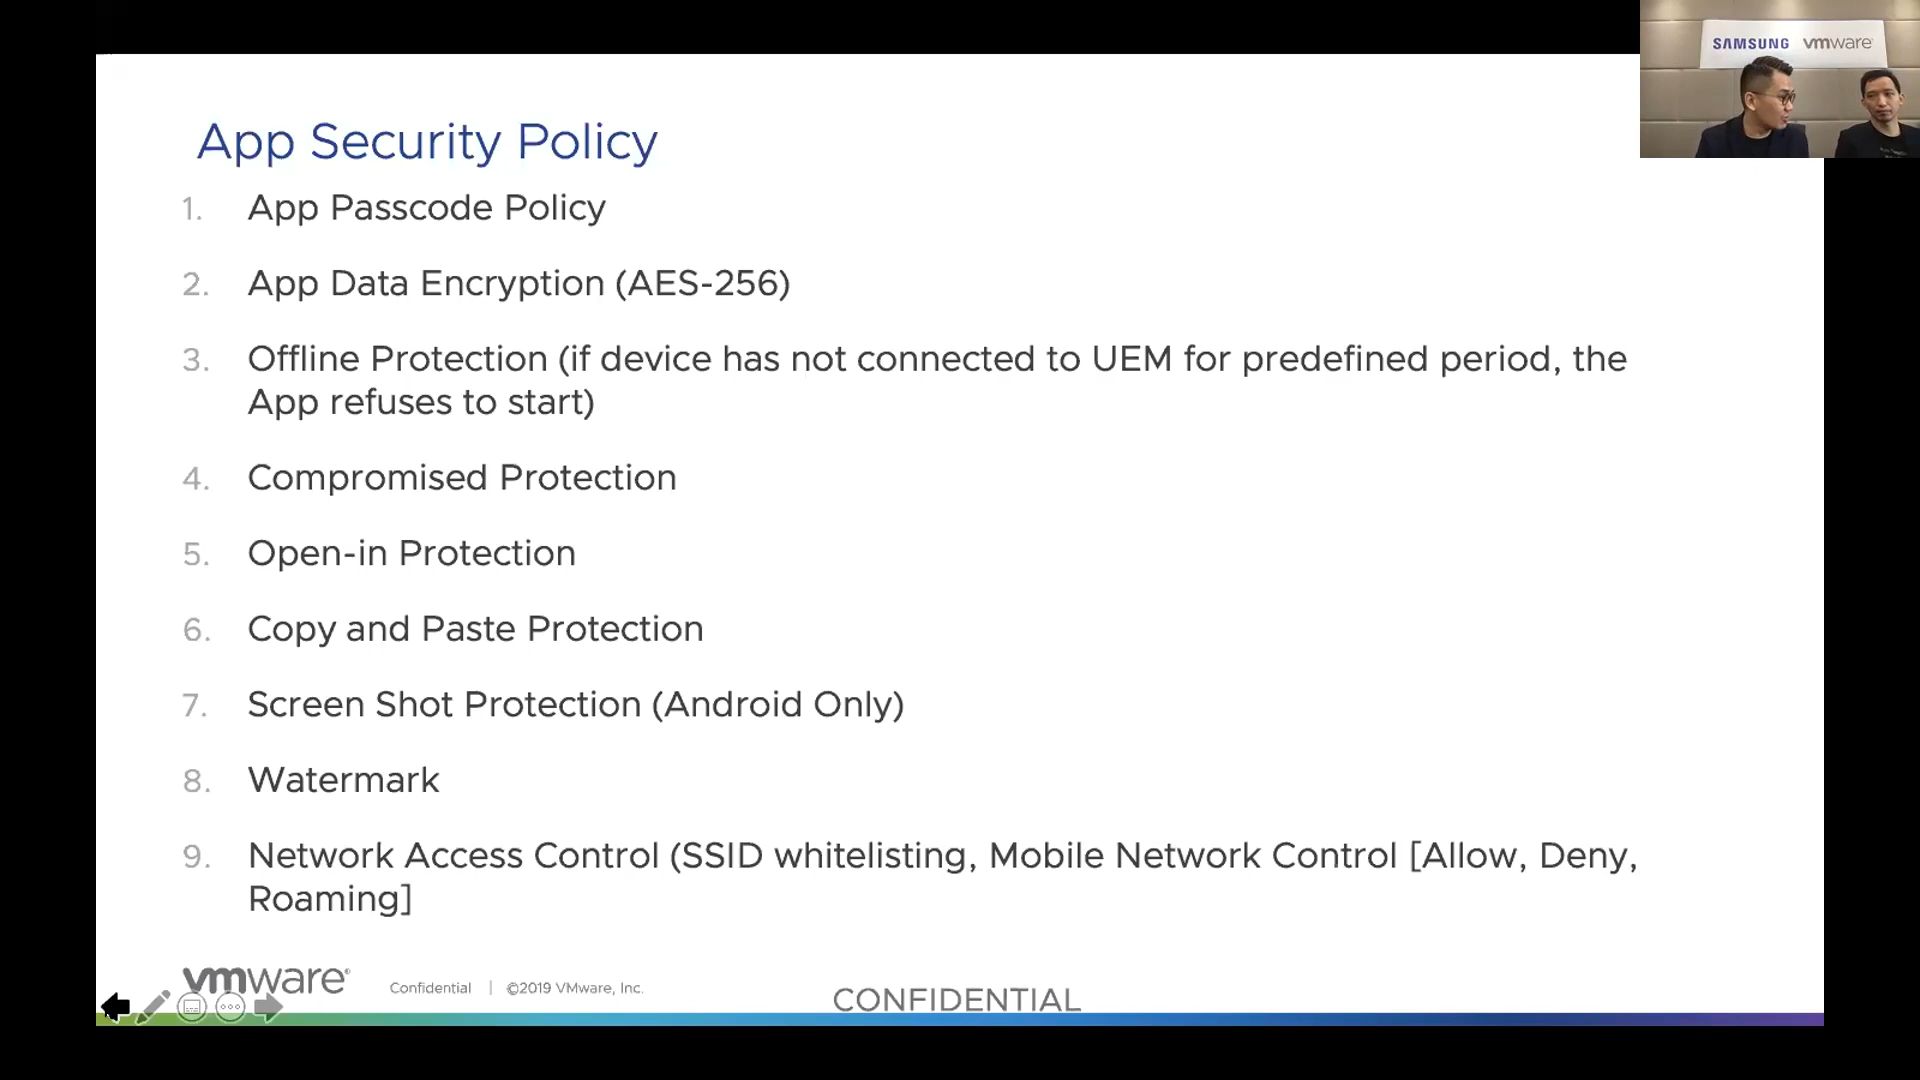 SAMSUNG vmware
App Security Policy
1. App Passcode Policy
2. App Data Encryption (AES-256)
3. Offline Protection (if device has not connected to UEM for predefined period, the
App refuses to start)
4. Compromised Protection
5. Open-in Protection
6. Copy and Paste Protection
7. Screen Shot Protection (Android Only)
8. Watermark
9. Network Access Control (SSID whitelisting, Mobile Network Control [Allow, Deny,
Roaming]
vmware® Confidential | ©2019 VMware, Inc. CONFIDENTIAL